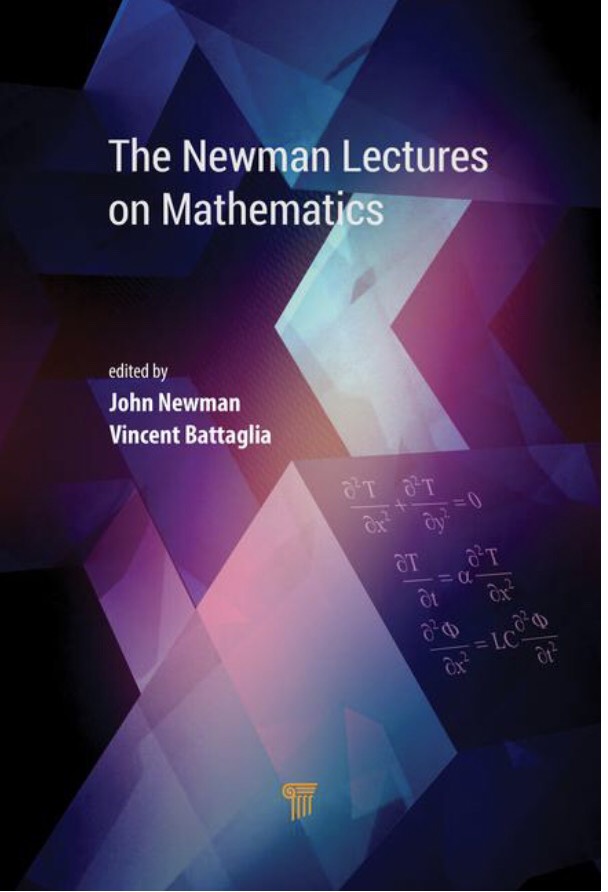 The Newman Lectures
on Mathematics
edited by
John Newman
Vincent Battaglia
∂²T/∂x² + ∂²T/∂y² = 0
∂T/∂t = α ∂²T/∂x²
∂²Φ/∂x² = LC ∂²Φ/∂t²